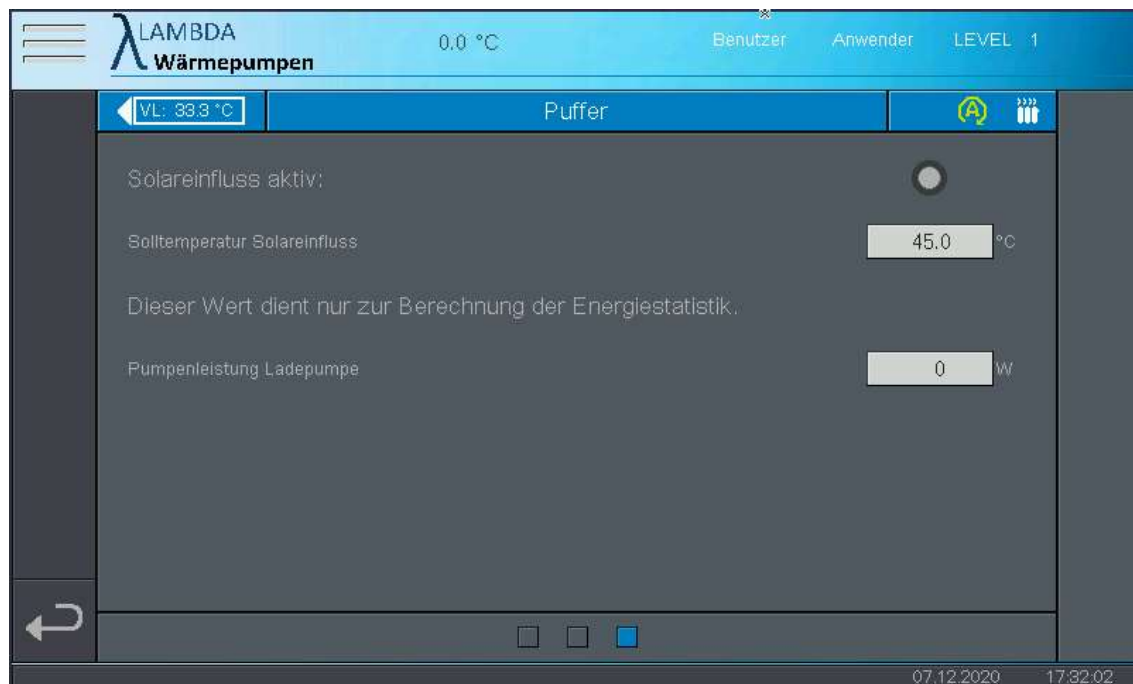 LAMBDA
Wärmepumpen
0.0 °C
Benutzer Anwender LEVEL 1
VL: 33.3 °C
Puffer
A
Solareinfluss aktiv:
Solltemperatur Solareinfluss 45.0 °C
Dieser Wert dient nur zur Berechnung der Energiestatistik.
Pumpenleistung Ladepumpe 0 W
07.12.2020 17:32:02